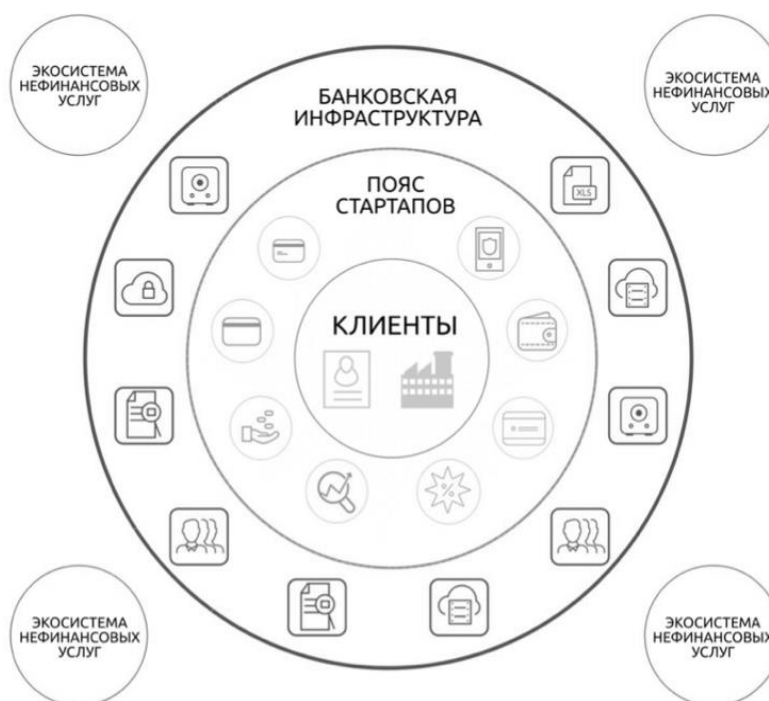 ЭКОСИСТЕМА
НЕФИНАНСОВЫХ
УСЛУГ
ЭКОСИСТЕМА
НЕФИНАНСОВЫХ
УСЛУГ
БАНКОВСКАЯ
ИНФРАСТРУКТУРА
ПОЯС
СТАРТАПОВ
XLS
КЛИЕНТЫ
ЭКОСИСТЕМА
НЕФИНАНСОВЫХ
УСЛУГ
ЭКОСИСТЕМА
НЕФИНАНСОВЫХ
УСЛУГ